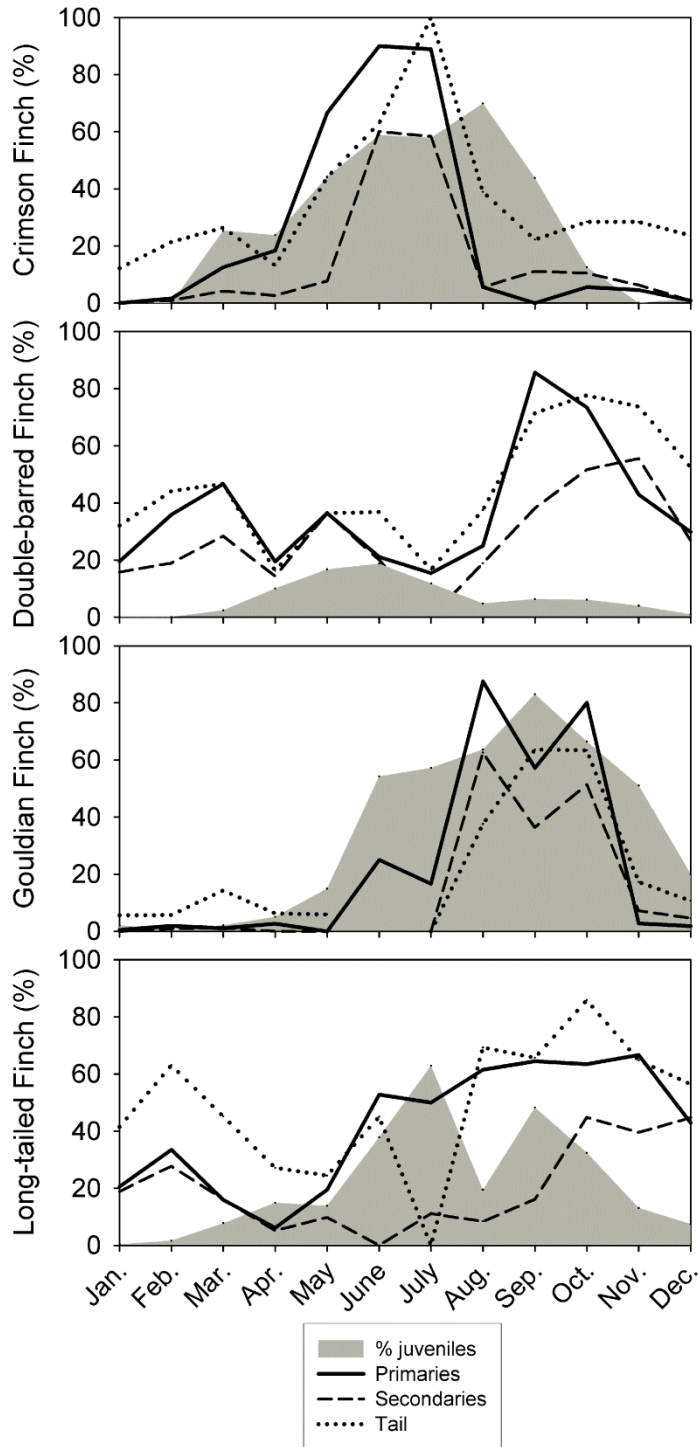 100
80
60
40
20
0
Crimson Finch (%)
100
80
60
40
20
0
Double-barred Finch (%)
100
80
60
40
20
0
Gouldian Finch (%)
100
80
60
40
20
0
Long-tailed Finch (%)
Jan. Feb. Mar. Apr. May June July Aug. Sep. Oct. Nov. Dec.
% juveniles
Primaries
Secondaries
Tail